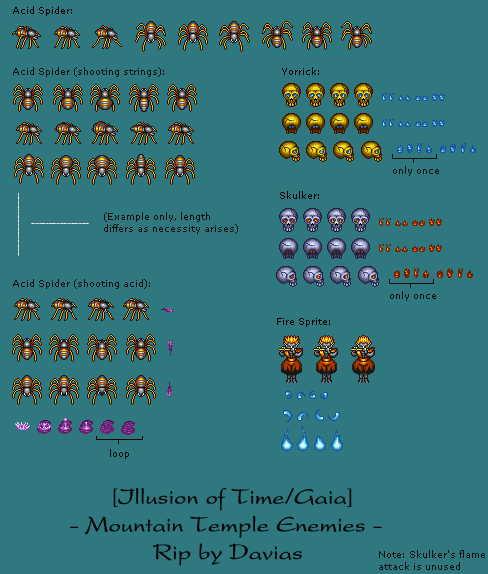 Acid Spider:
Acid Spider (shooting strings):
(Example only, length
differs as necessity arises)
Acid Spider (shooting acid):
loop
Yorrick:
only once
Skulker:
only once
Fire Sprite:
[Illusion of Time/Gaia]
- Mountain Temple Enemies -
Rip by Davias
Note: Skulker's flame
attack is unused